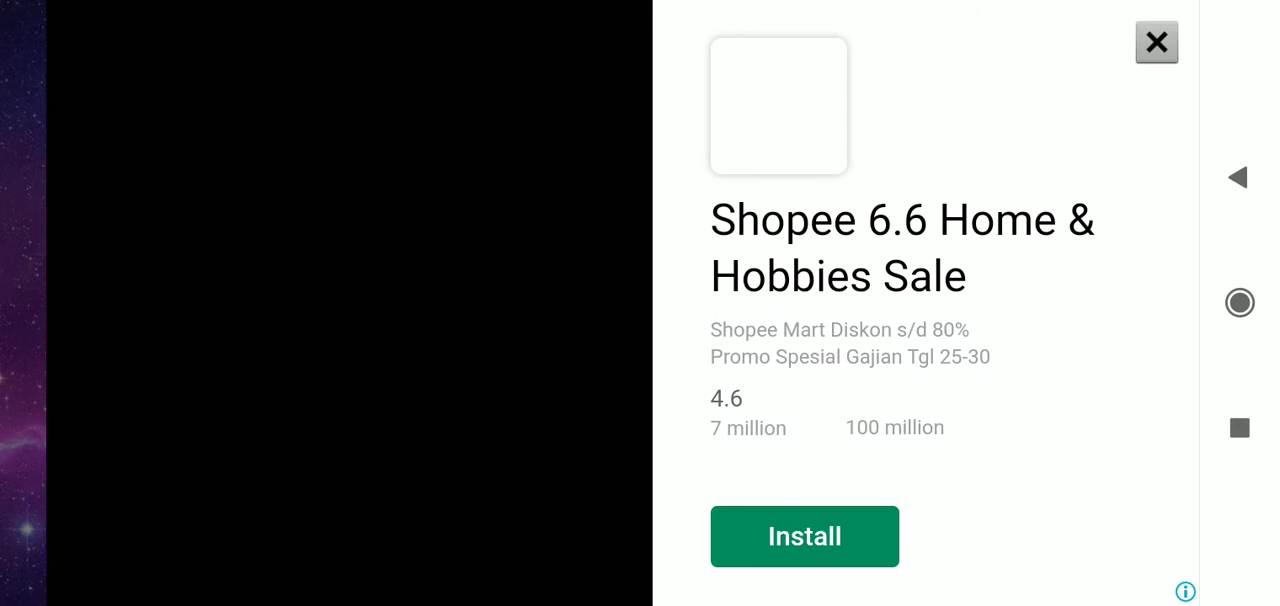 Shopee 6.6 Home &
Hobbies Sale
Shopee Mart Diskon s/d 80%
Promo Spesial Gajian Tgl 25-30
4.6
7 million 100 million
Install